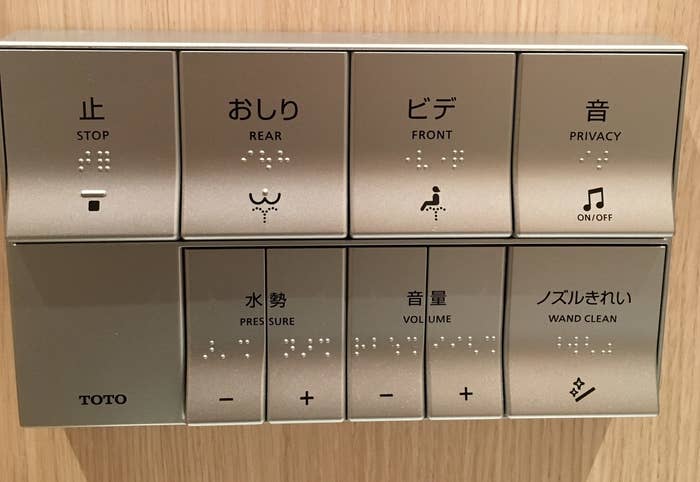 止
STOP
おしり
REAR
ビデ
FRONT
音
PRIVACY
ON/OFF
水勢
PRESSURE
− +
音量
VOLUME
− +
ノズルきれい
WAND CLEAN
TOTO